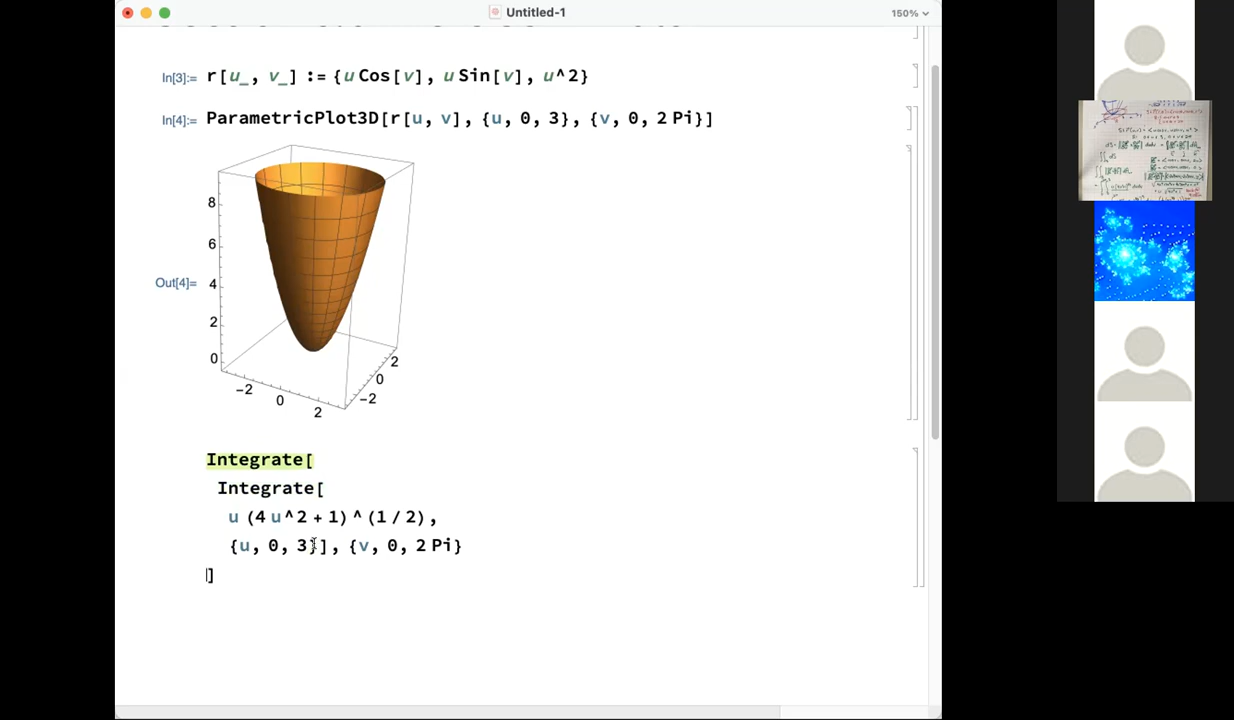 Untitled-1
150%
In[3]:= r[u_, v_] := {u Cos[v], u Sin[v], u^2}
In[4]:= ParametricPlot3D[r[u, v], {u, 0, 3}, {v, 0, 2 Pi}]
8
6
Out[4]= 4
2
0
2
0
-2
-2
0
2
Integrate[
Integrate[
u (4 u^2 + 1) ^ (1 / 2),
{u, 0, 3}], {v, 0, 2 Pi}
]